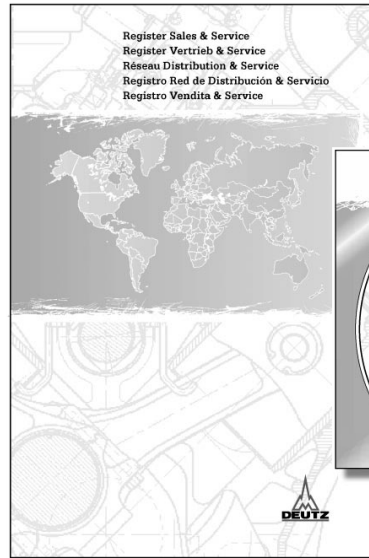 Register Sales & Service
Register Vertrieb & Service
Réseau Distribution & Service
Registro Red de Distribución & Servicio
Registro Vendita & Service
DEUTZ